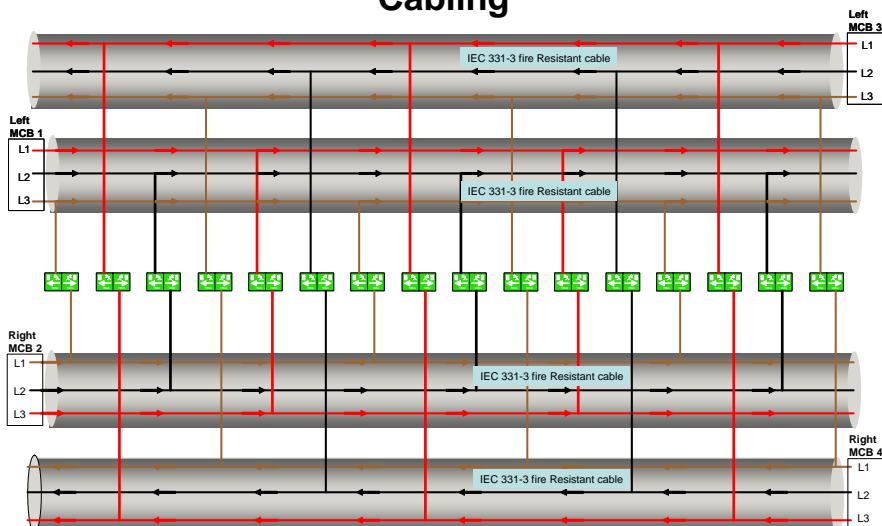 Cabling
Left
MCB 3
L1
IEC 331-3 fire Resistant cable
L2
L3
Left
MCB 1
L1
L2
IEC 331-3 fire Resistant cable
L3
Right
MCB 2
L1
IEC 331-3 fire Resistant cable
L2
L3
Right
MCB 4
L1
IEC 331-3 fire Resistant cable
L2
L3